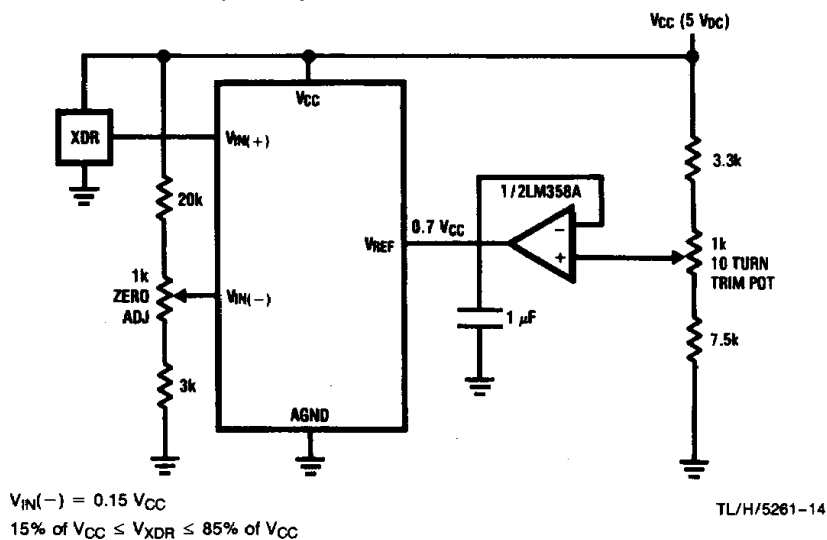 VCC (5 VDC)
XDR
VCC
VIN(+)
3.3k
1/2LM358A
20k
0.7 VCC
−
VREF
+
1k
10 TURN
TRIM POT
1k
ZERO
ADJ
VIN(−)
1 µF
7.5k
3k
AGND
VIN(−) = 0.15 VCC
15% of VCC ≤ VXDR ≤ 85% of VCC
TL/H/5261–14